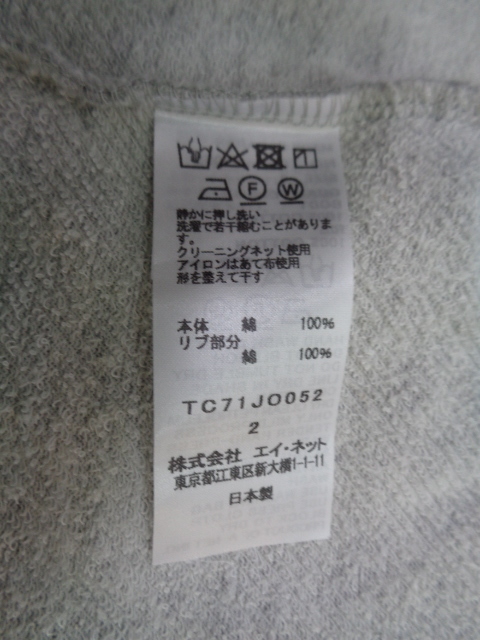 F
W
静かに押し洗い
洗濯で若干縮むことがありま
す。
クリーニングネット使用
アイロンはあて布使用
形を整えて干す
本体 綿 100%
リブ部分
綿 100%
TC71JO052
2
株式会社 エイ・ネット
東京都江東区新大橋1-1-11
日本製